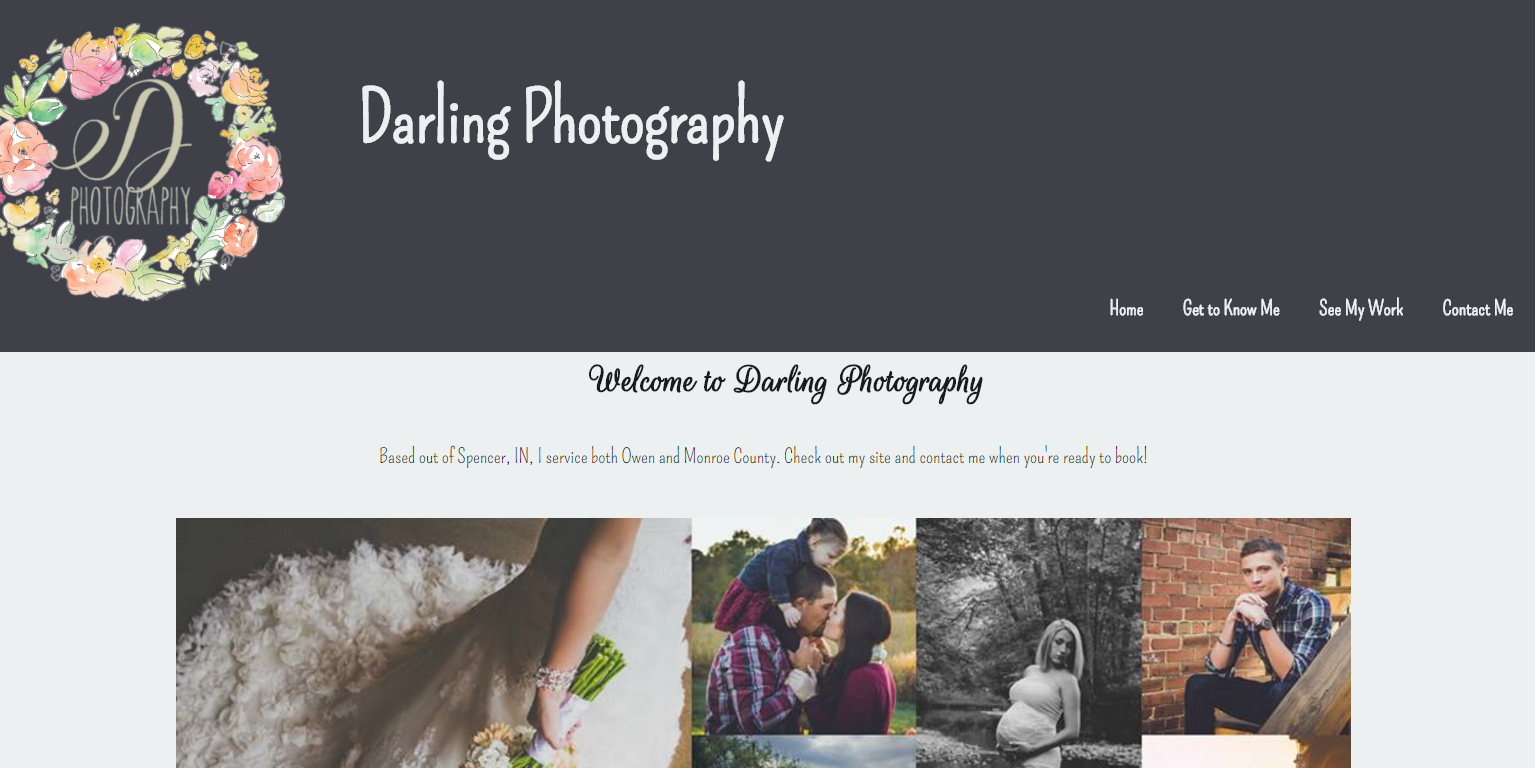 D
PHOTOGRAPHY
Darling Photography
Home Get to Know Me See My Work Contact Me
Welcome to Darling Photography
Based out of Spencer, IN, I service both Owen and Monroe County. Check out my site and contact me when you're ready to book!